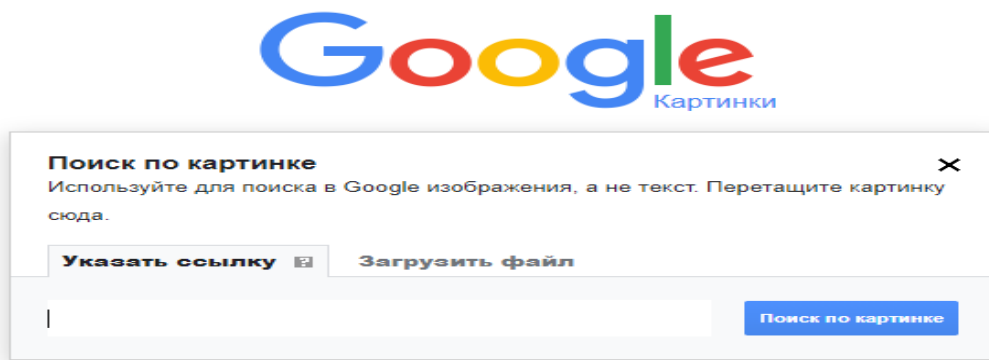 Google
Картинки
Поиск по картинке
Используйте для поиска в Google изображения, а не текст. Перетащите картинку
сюда.
Указать ссылку ? Загрузить файл
Поиск по картинке